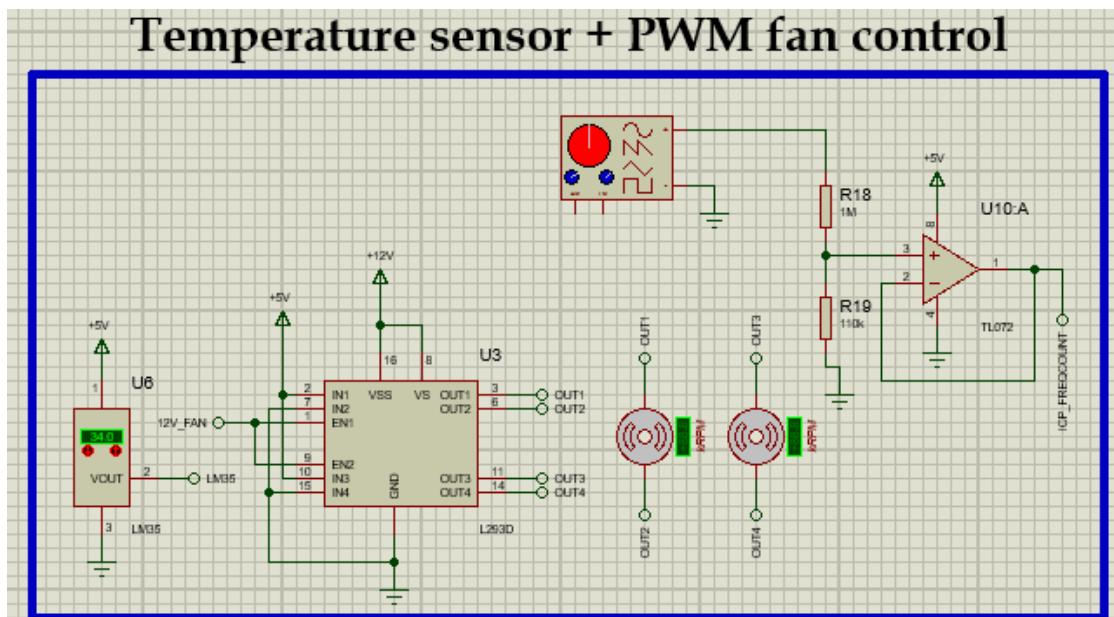 Temperature sensor + PWM fan control
+5V
R18
1M
U10:A
8
3
2
1
4
TL072
R19
110k
ICP_FREQCOUNT
+12V
+5V
+5V
16
8
U3
U6
1
34.0
VOUT
2
LM35
3
LM35
12V_FAN
2
7
1
9
10
15
IN1
IN2
EN1
EN2
IN3
IN4
VSS
VS
GND
OUT1
OUT2
OUT3
OUT4
3
6
11
14
OUT1
OUT2
OUT3
OUT4
L293D
OUT1
kRPM
OUT2
OUT3
kRPM
OUT4